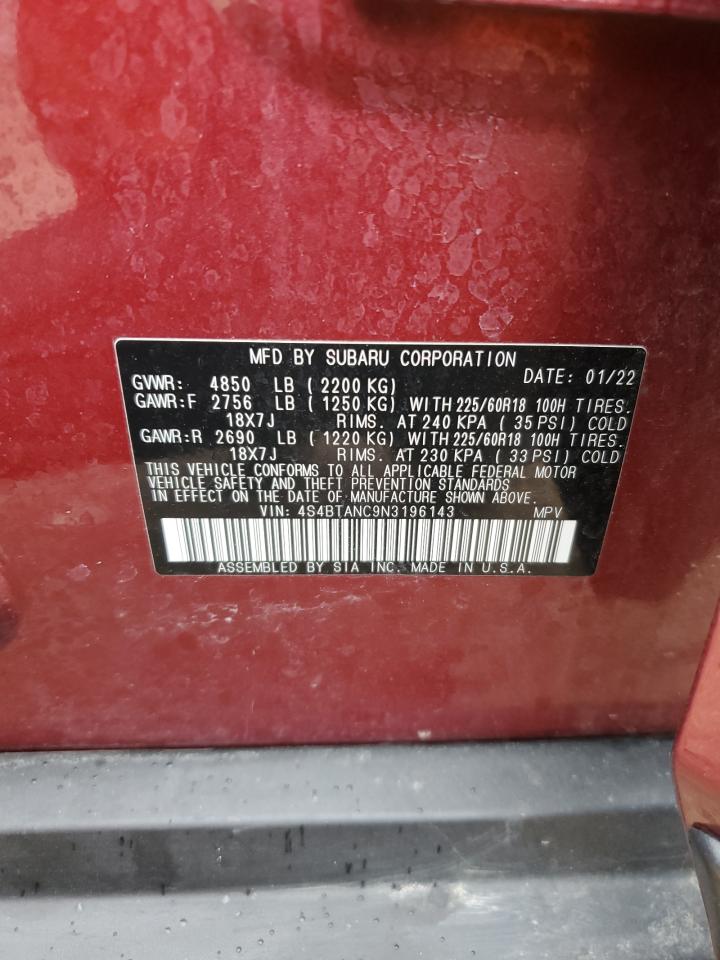 MFD BY SUBARU CORPORATION
GVWR: 4850 LB ( 2200 KG) DATE: 01/22
GAWR:F 2756 LB ( 1250 KG) WITH 225/60R18 100H TIRES.
18X7J RIMS. AT 240 KPA ( 35 PSI) COLD
GAWR:R 2690 LB ( 1220 KG) WITH 225/60R18 100H TIRES.
18X7J RIMS. AT 230 KPA ( 33 PSI) COLD
THIS VEHICLE CONFORMS TO ALL APPLICABLE FEDERAL MOTOR
VEHICLE SAFETY AND THEFT PREVENTION STANDARDS
IN EFFECT ON THE DATE OF MANUFACTURE SHOWN ABOVE.
VIN: 4S4BTANC9N3196143 MPV
ASSEMBLED BY SIA INC. MADE IN U.S.A.